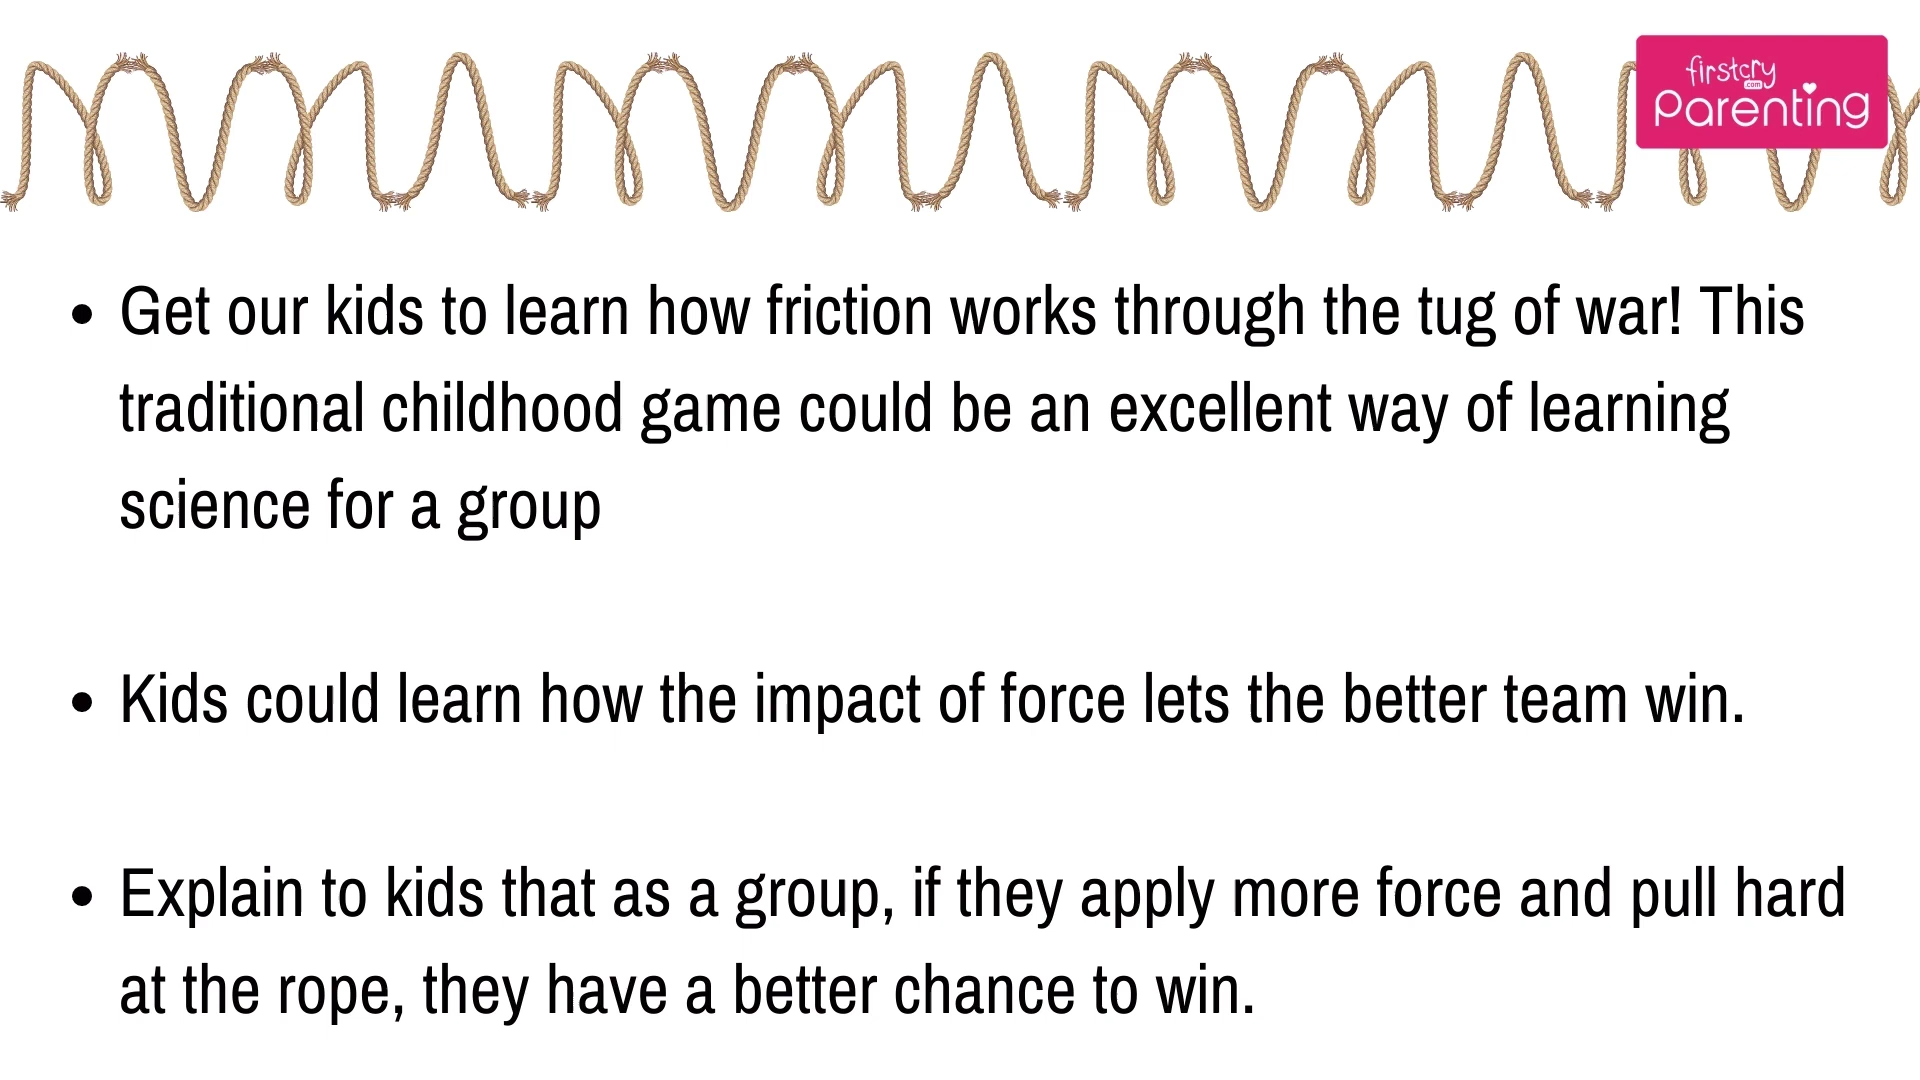 firstcry
.com
Parenting
• Get our kids to learn how friction works through the tug of war! This
traditional childhood game could be an excellent way of learning
science for a group
• Kids could learn how the impact of force lets the better team win.
• Explain to kids that as a group, if they apply more force and pull hard
at the rope, they have a better chance to win.